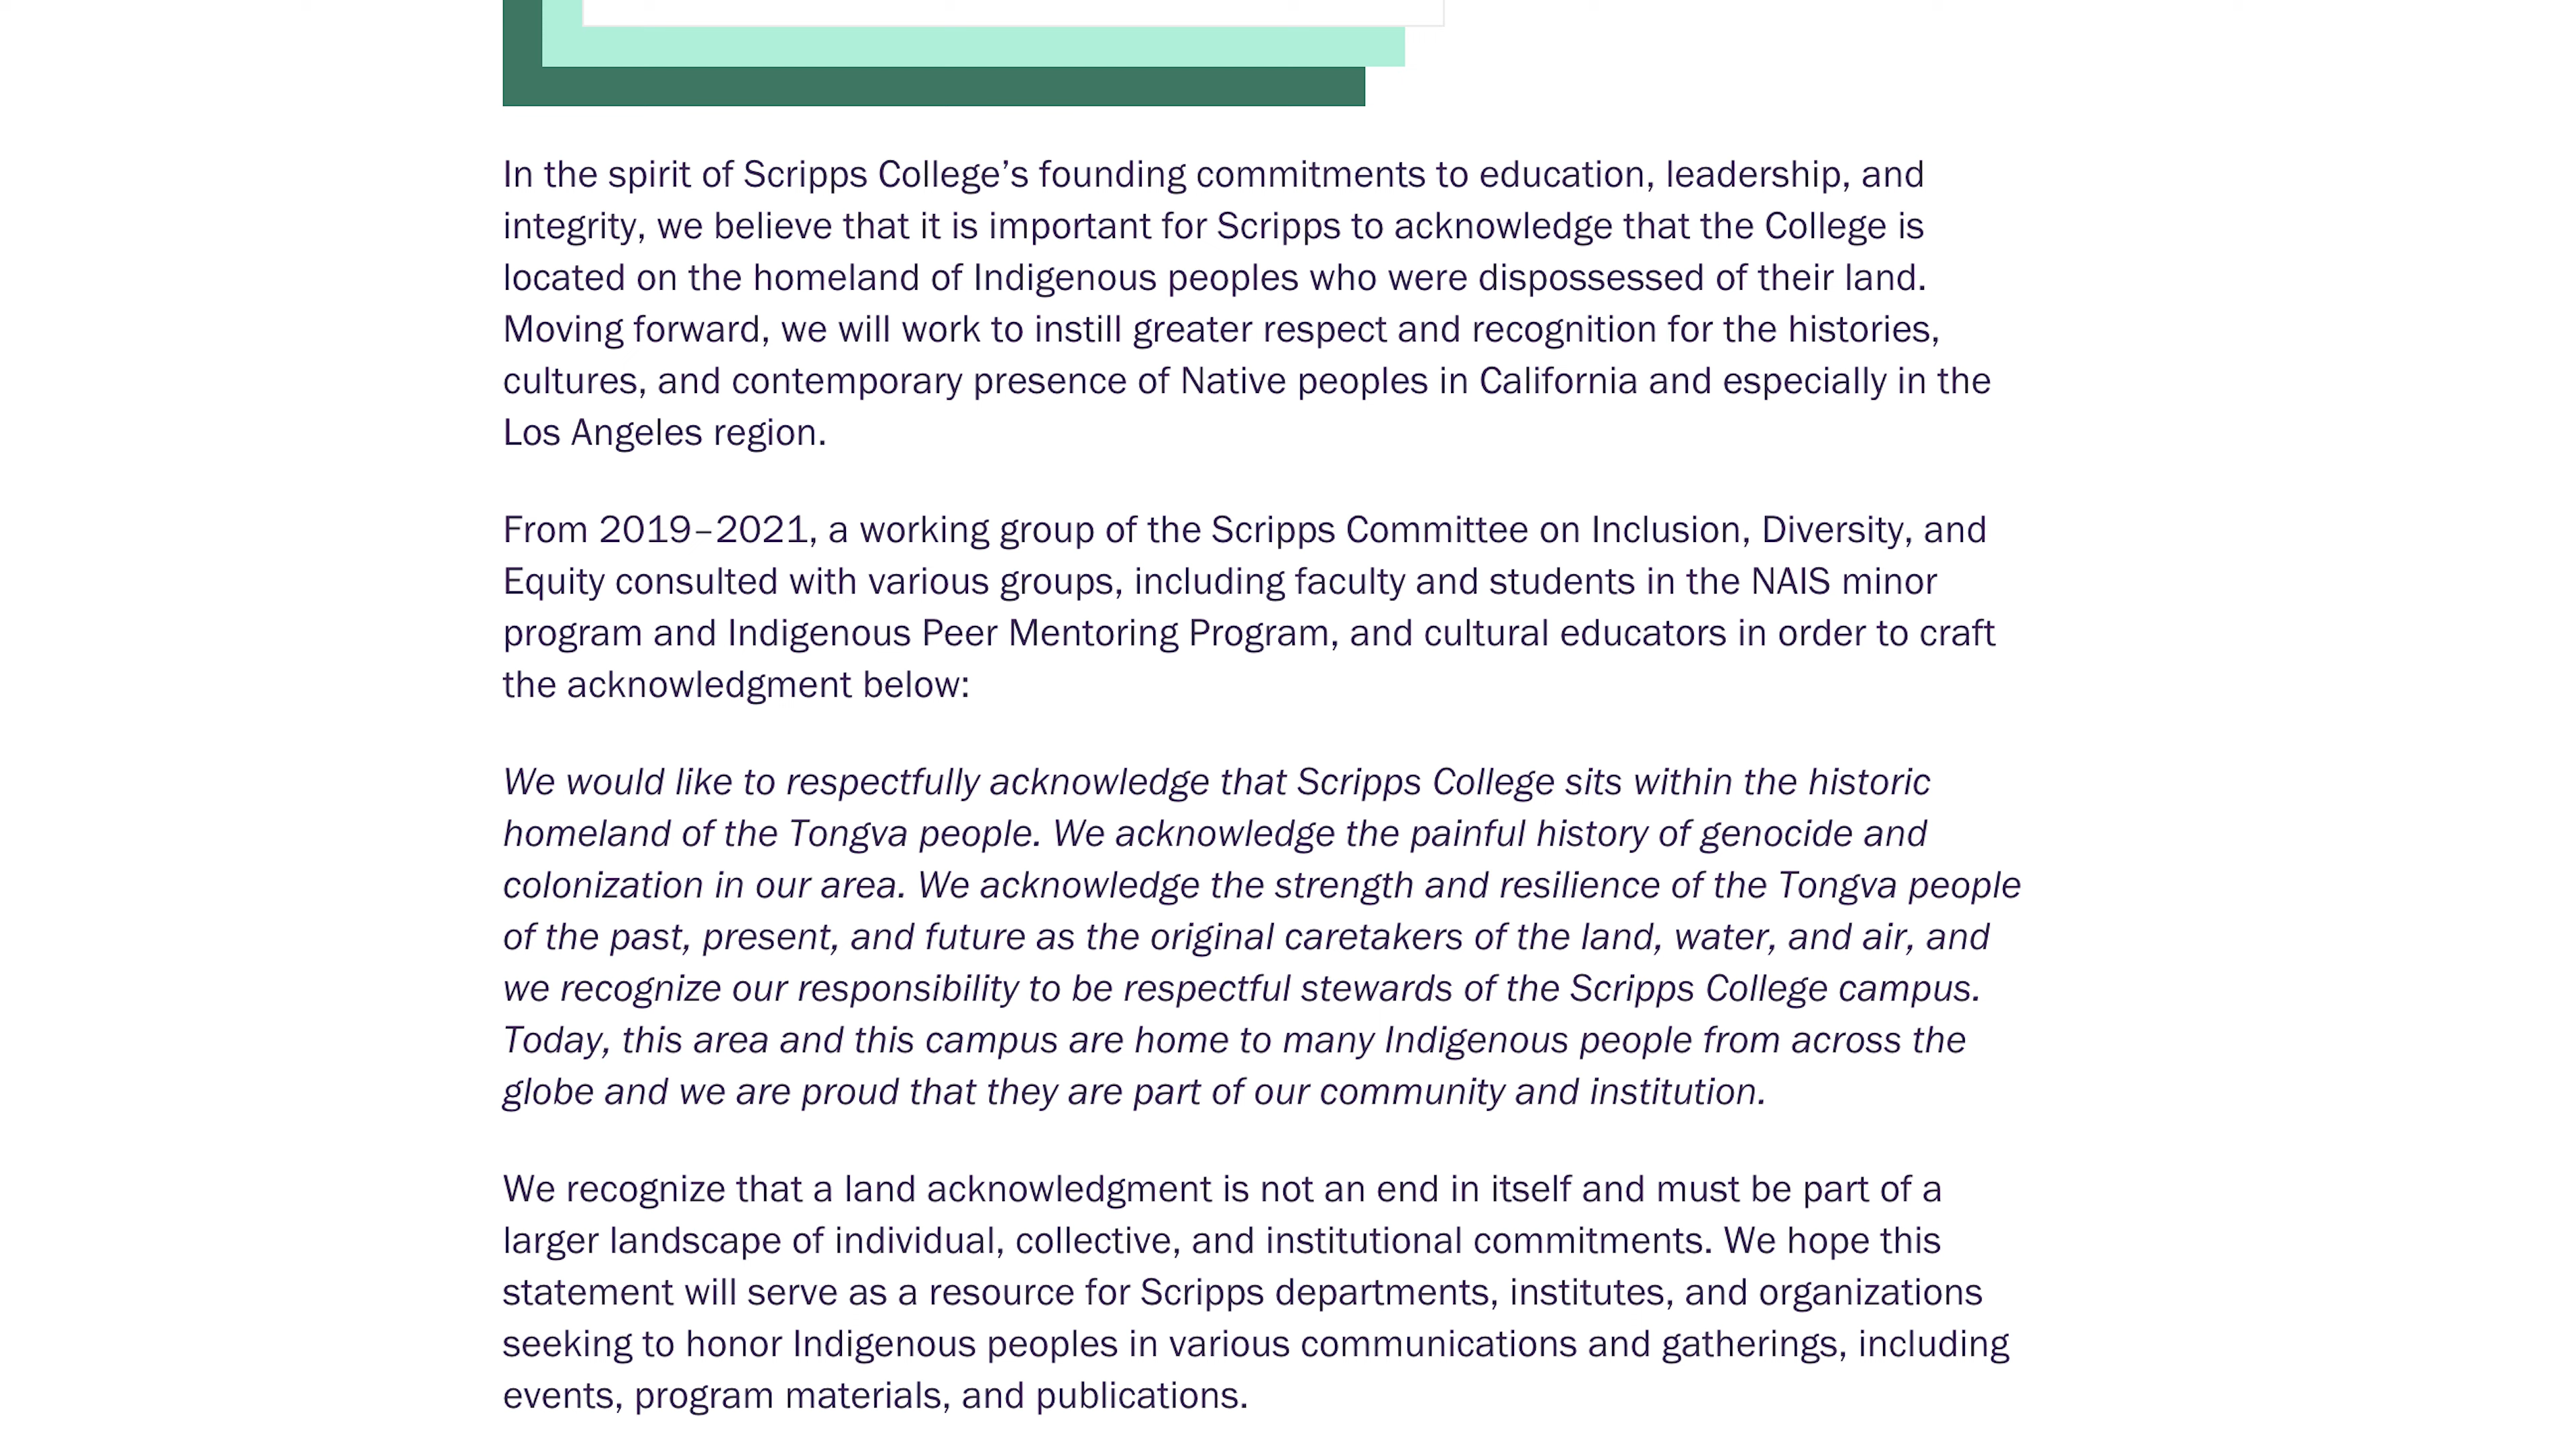 In the spirit of Scripps College’s founding commitments to education, leadership, and
integrity, we believe that it is important for Scripps to acknowledge that the College is
located on the homeland of Indigenous peoples who were dispossessed of their land.
Moving forward, we will work to instill greater respect and recognition for the histories,
cultures, and contemporary presence of Native peoples in California and especially in the
Los Angeles region.
From 2019–2021, a working group of the Scripps Committee on Inclusion, Diversity, and
Equity consulted with various groups, including faculty and students in the NAIS minor
program and Indigenous Peer Mentoring Program, and cultural educators in order to craft
the acknowledgment below:
We would like to respectfully acknowledge that Scripps College sits within the historic
homeland of the Tongva people. We acknowledge the painful history of genocide and
colonization in our area. We acknowledge the strength and resilience of the Tongva people
of the past, present, and future as the original caretakers of the land, water, and air, and
we recognize our responsibility to be respectful stewards of the Scripps College campus.
Today, this area and this campus are home to many Indigenous people from across the
globe and we are proud that they are part of our community and institution.
We recognize that a land acknowledgment is not an end in itself and must be part of a
larger landscape of individual, collective, and institutional commitments. We hope this
statement will serve as a resource for Scripps departments, institutes, and organizations
seeking to honor Indigenous peoples in various communications and gatherings, including
events, program materials, and publications.